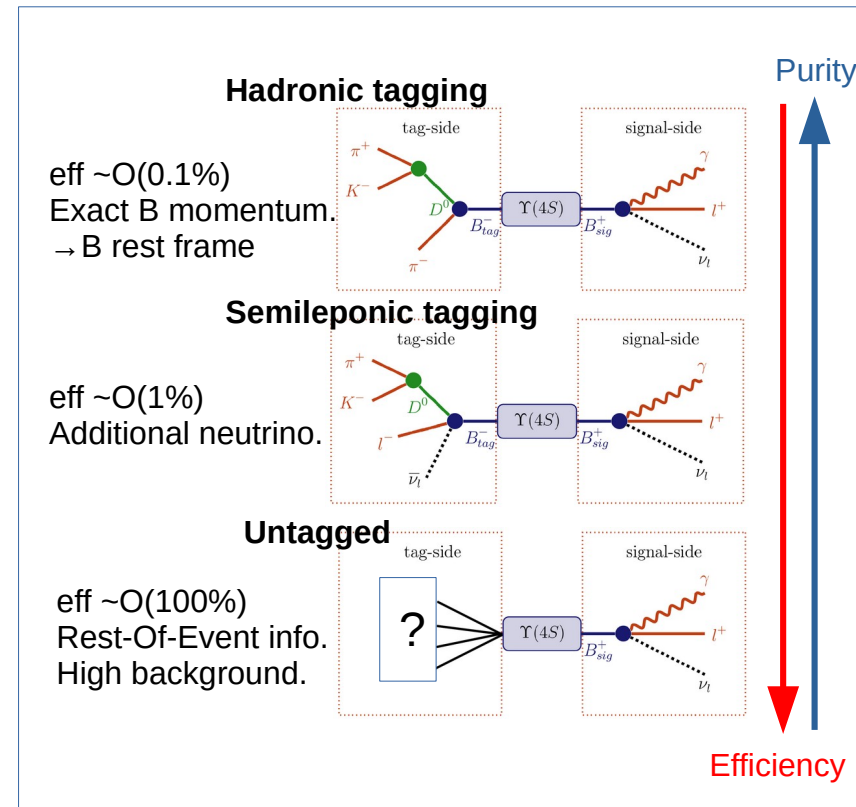 Purity
Hadronic tagging
tag-side
signal-side
eff ~O(0.1%)
Exact B momentum.
→B rest frame
π⁺
K⁻
D⁰
π⁻
B⁻tag
Υ(4S)
B⁺sig
γ
l⁺
νl
Semileponic tagging
tag-side
signal-side
eff ~O(1%)
Additional neutrino.
π⁺
K⁻
D⁰
l⁻
ν̄l
B⁻tag
Υ(4S)
B⁺sig
γ
l⁺
νl
Untagged
tag-side
signal-side
eff ~O(100%)
Rest-Of-Event info.
High background.
?
Υ(4S)
B⁺sig
γ
l⁺
νl
Efficiency